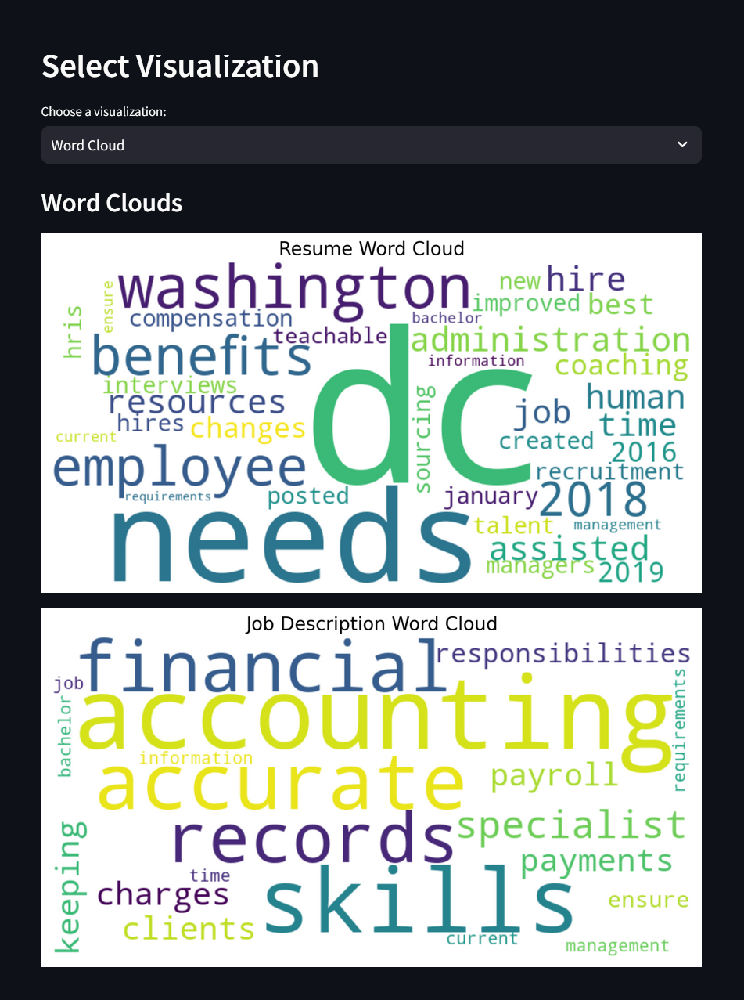 Select Visualization
Choose a visualization:
Word Cloud
Word Clouds
Resume Word Cloud
washington
new
hire
ensure
hris
compensation
improved
best
bachelor
teachable
benefits
administration
information
coaching
interviews
resources
dc
sourcing
job
human
hires
changes
time
current
created
2016
employee
recruitment
requirements
posted
january
2018
needs
talent
management
assisted
managers
2019
Job Description Word Cloud
financial
responsibilities
job
accounting
bachelor
requirements
information
accurate
payroll
records
specialist
keeping
payments
time
charges
skills
ensure
clients
current
management